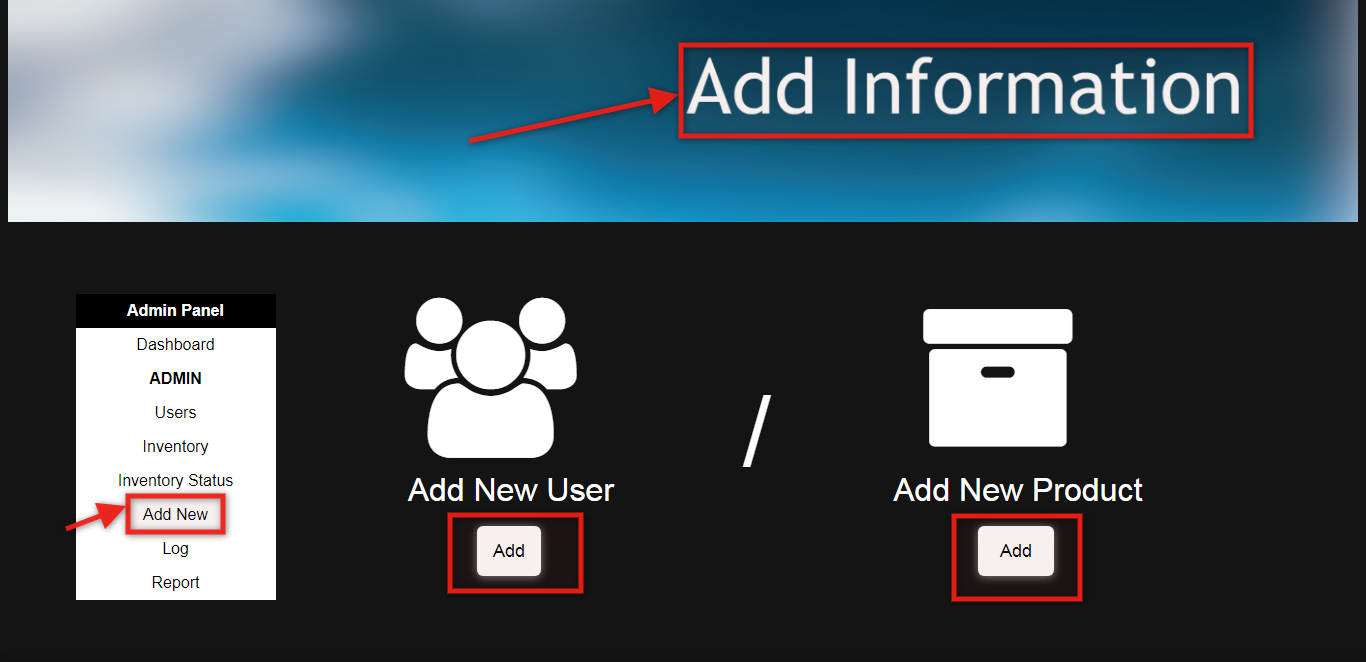 Add Information
Admin Panel
Dashboard
ADMIN
Users
Inventory
Inventory Status
Add New
Log
Report
Add New User
Add
/
Add New Product
Add